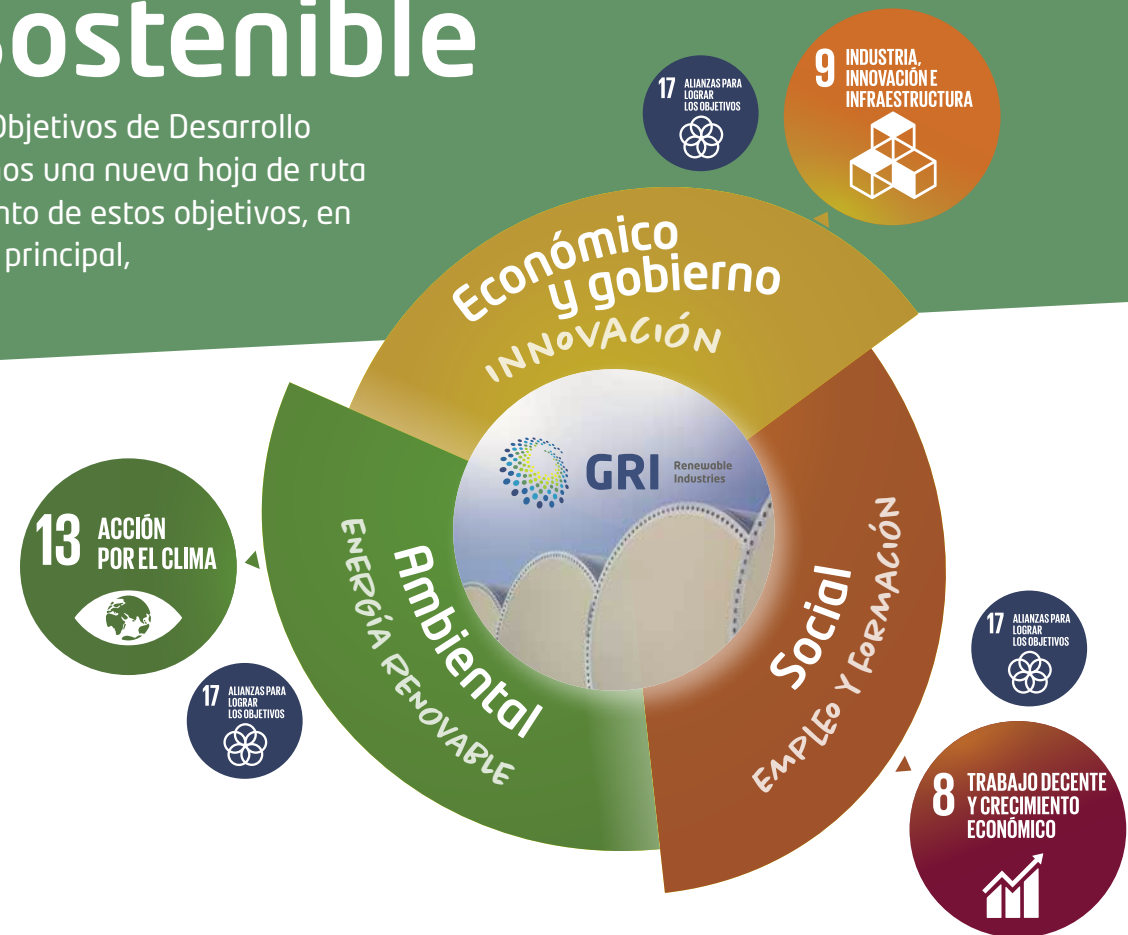 Sostenible
Objetivos de Desarrollo
nos una nueva hoja de ruta
nto de estos objetivos, en
principal,
17 ALIANZAS PARA
LOGRAR
LOS OBJETIVOS
9 INDUSTRIA,
INNOVACIÓN E
INFRAESTRUCTURA
Económico
y gobierno
INNOVACIÓN
GRI Renewable
Industries
13 ACCIÓN
POR EL CLIMA
Ambiental
ENERGÍA RENOVABLE
17 ALIANZAS PARA
LOGRAR
LOS OBJETIVOS
Social
EMPLEO Y FORMACIÓN
17 ALIANZAS PARA
LOGRAR
LOS OBJETIVOS
8 TRABAJO DECENTE
Y CRECIMIENTO
ECONÓMICO